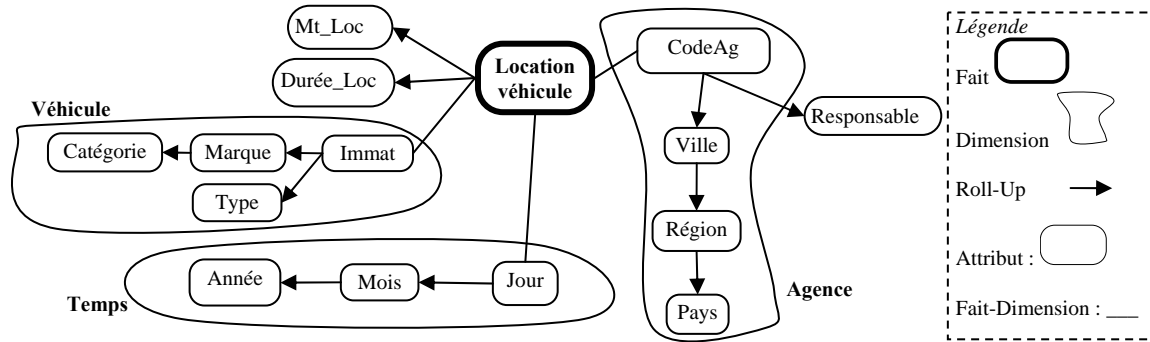 Mt_Loc
Durée_Loc
Location
véhicule
CodeAg
Responsable
Ville
Région
Pays
Agence
Véhicule
Catégorie
Marque
Immat
Type
Année
Mois
Jour
Temps
Légende
Fait
Dimension
Roll-Up
Attribut :
Fait-Dimension : ___